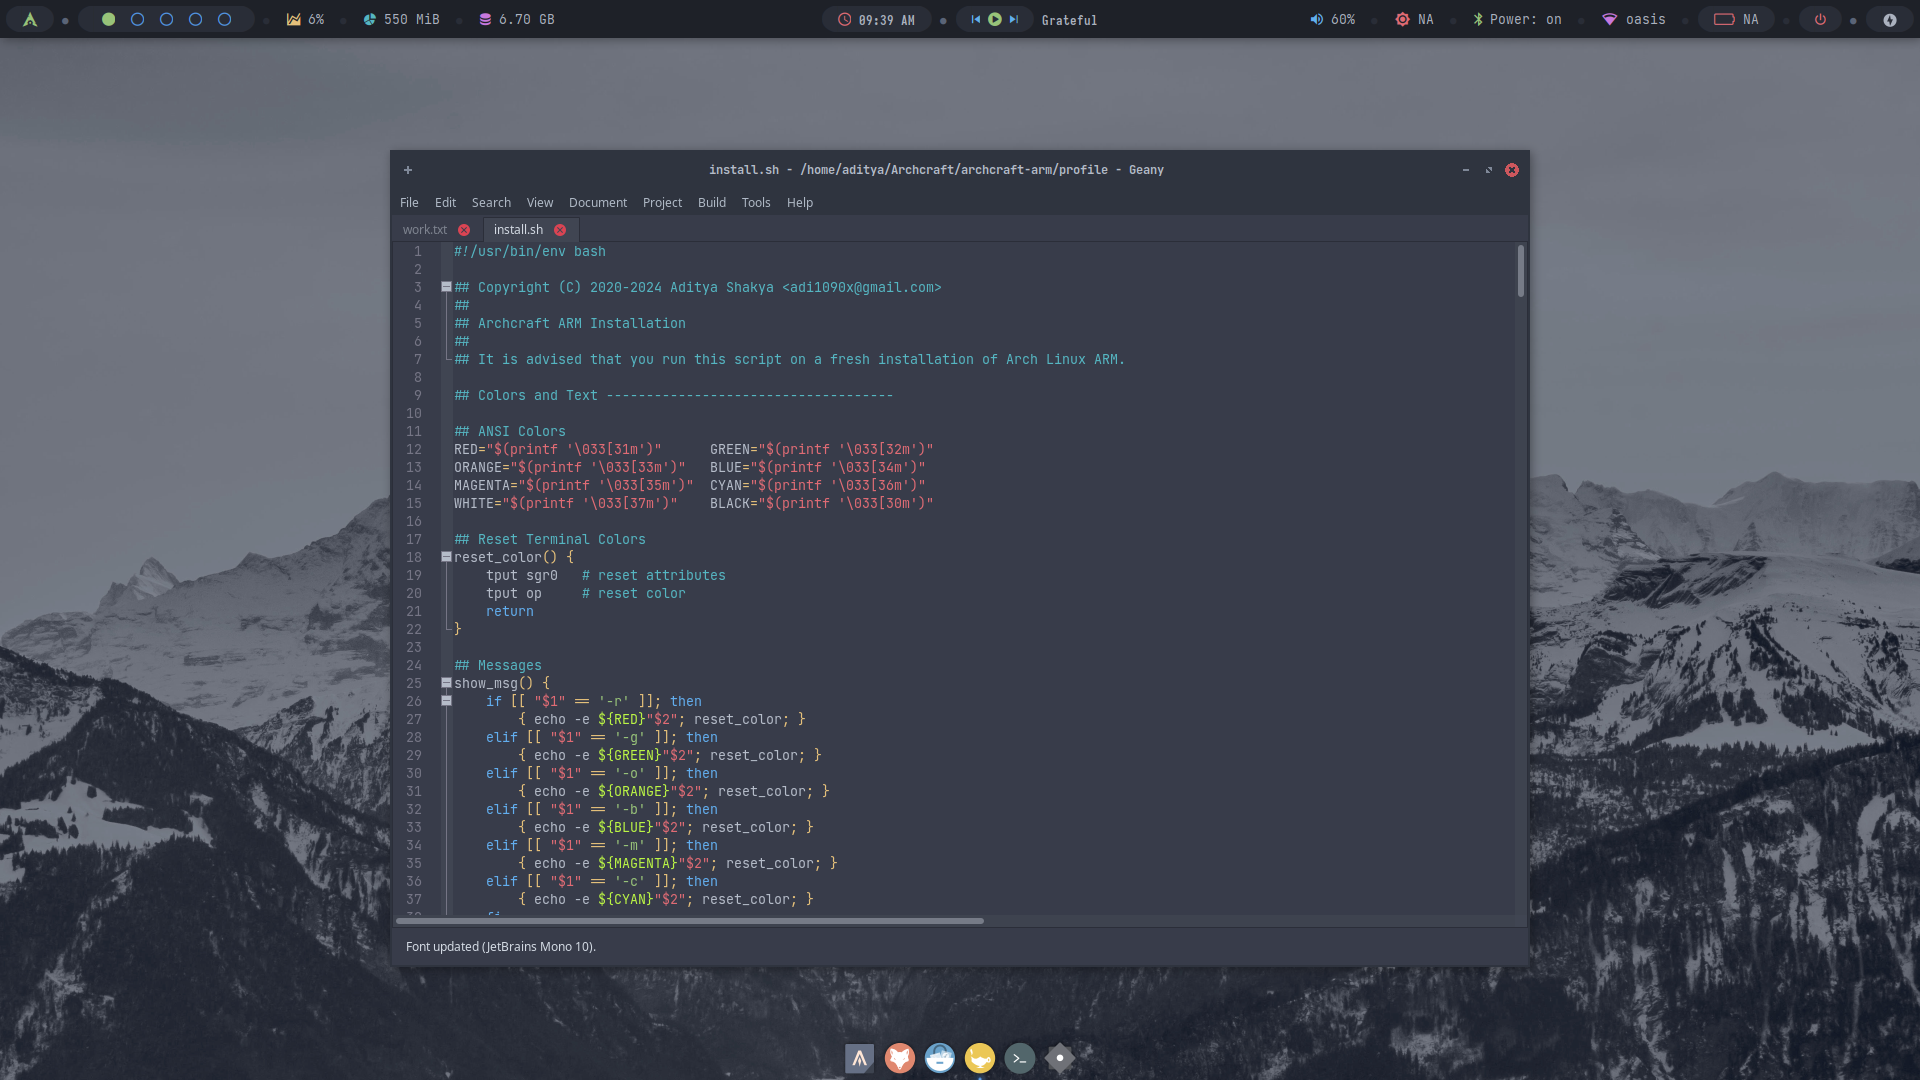 6% 550 MiB 6.70 GB 09:39 AM Grateful 60% NA Power: on oasis NA
install.sh - /home/aditya/Archcraft/archcraft-arm/profile - Geany
File Edit Search View Document Project Build Tools Help
work.txt install.sh
1 #!/usr/bin/env bash
2
3 ## Copyright (C) 2020-2024 Aditya Shakya <adi1090x@gmail.com>
4 ##
5 ## Archcraft ARM Installation
6 ##
7 ## It is advised that you run this script on a fresh installation of Arch Linux ARM.
8
9 ## Colors and Text ------------------------------------
10
11 ## ANSI Colors
12 RED="$(printf '\033[31m')"      GREEN="$(printf '\033[32m')"
13 ORANGE="$(printf '\033[33m')"   BLUE="$(printf '\033[34m')"
14 MAGENTA="$(printf '\033[35m')"  CYAN="$(printf '\033[36m')"
15 WHITE="$(printf '\033[37m')"    BLACK="$(printf '\033[30m')"
16
17 ## Reset Terminal Colors
18 reset_color() {
19     tput sgr0   # reset attributes
20     tput op     # reset color
21     return
22 }
23
24 ## Messages
25 show_msg() {
26     if [[ "$1" == '-r' ]]; then
27         { echo -e ${RED}"$2"; reset_color; }
28     elif [[ "$1" == '-g' ]]; then
29         { echo -e ${GREEN}"$2"; reset_color; }
30     elif [[ "$1" == '-o' ]]; then
31         { echo -e ${ORANGE}"$2"; reset_color; }
32     elif [[ "$1" == '-b' ]]; then
33         { echo -e ${BLUE}"$2"; reset_color; }
34     elif [[ "$1" == '-m' ]]; then
35         { echo -e ${MAGENTA}"$2"; reset_color; }
36     elif [[ "$1" == '-c' ]]; then
37         { echo -e ${CYAN}"$2"; reset_color; }
Font updated (JetBrains Mono 10).